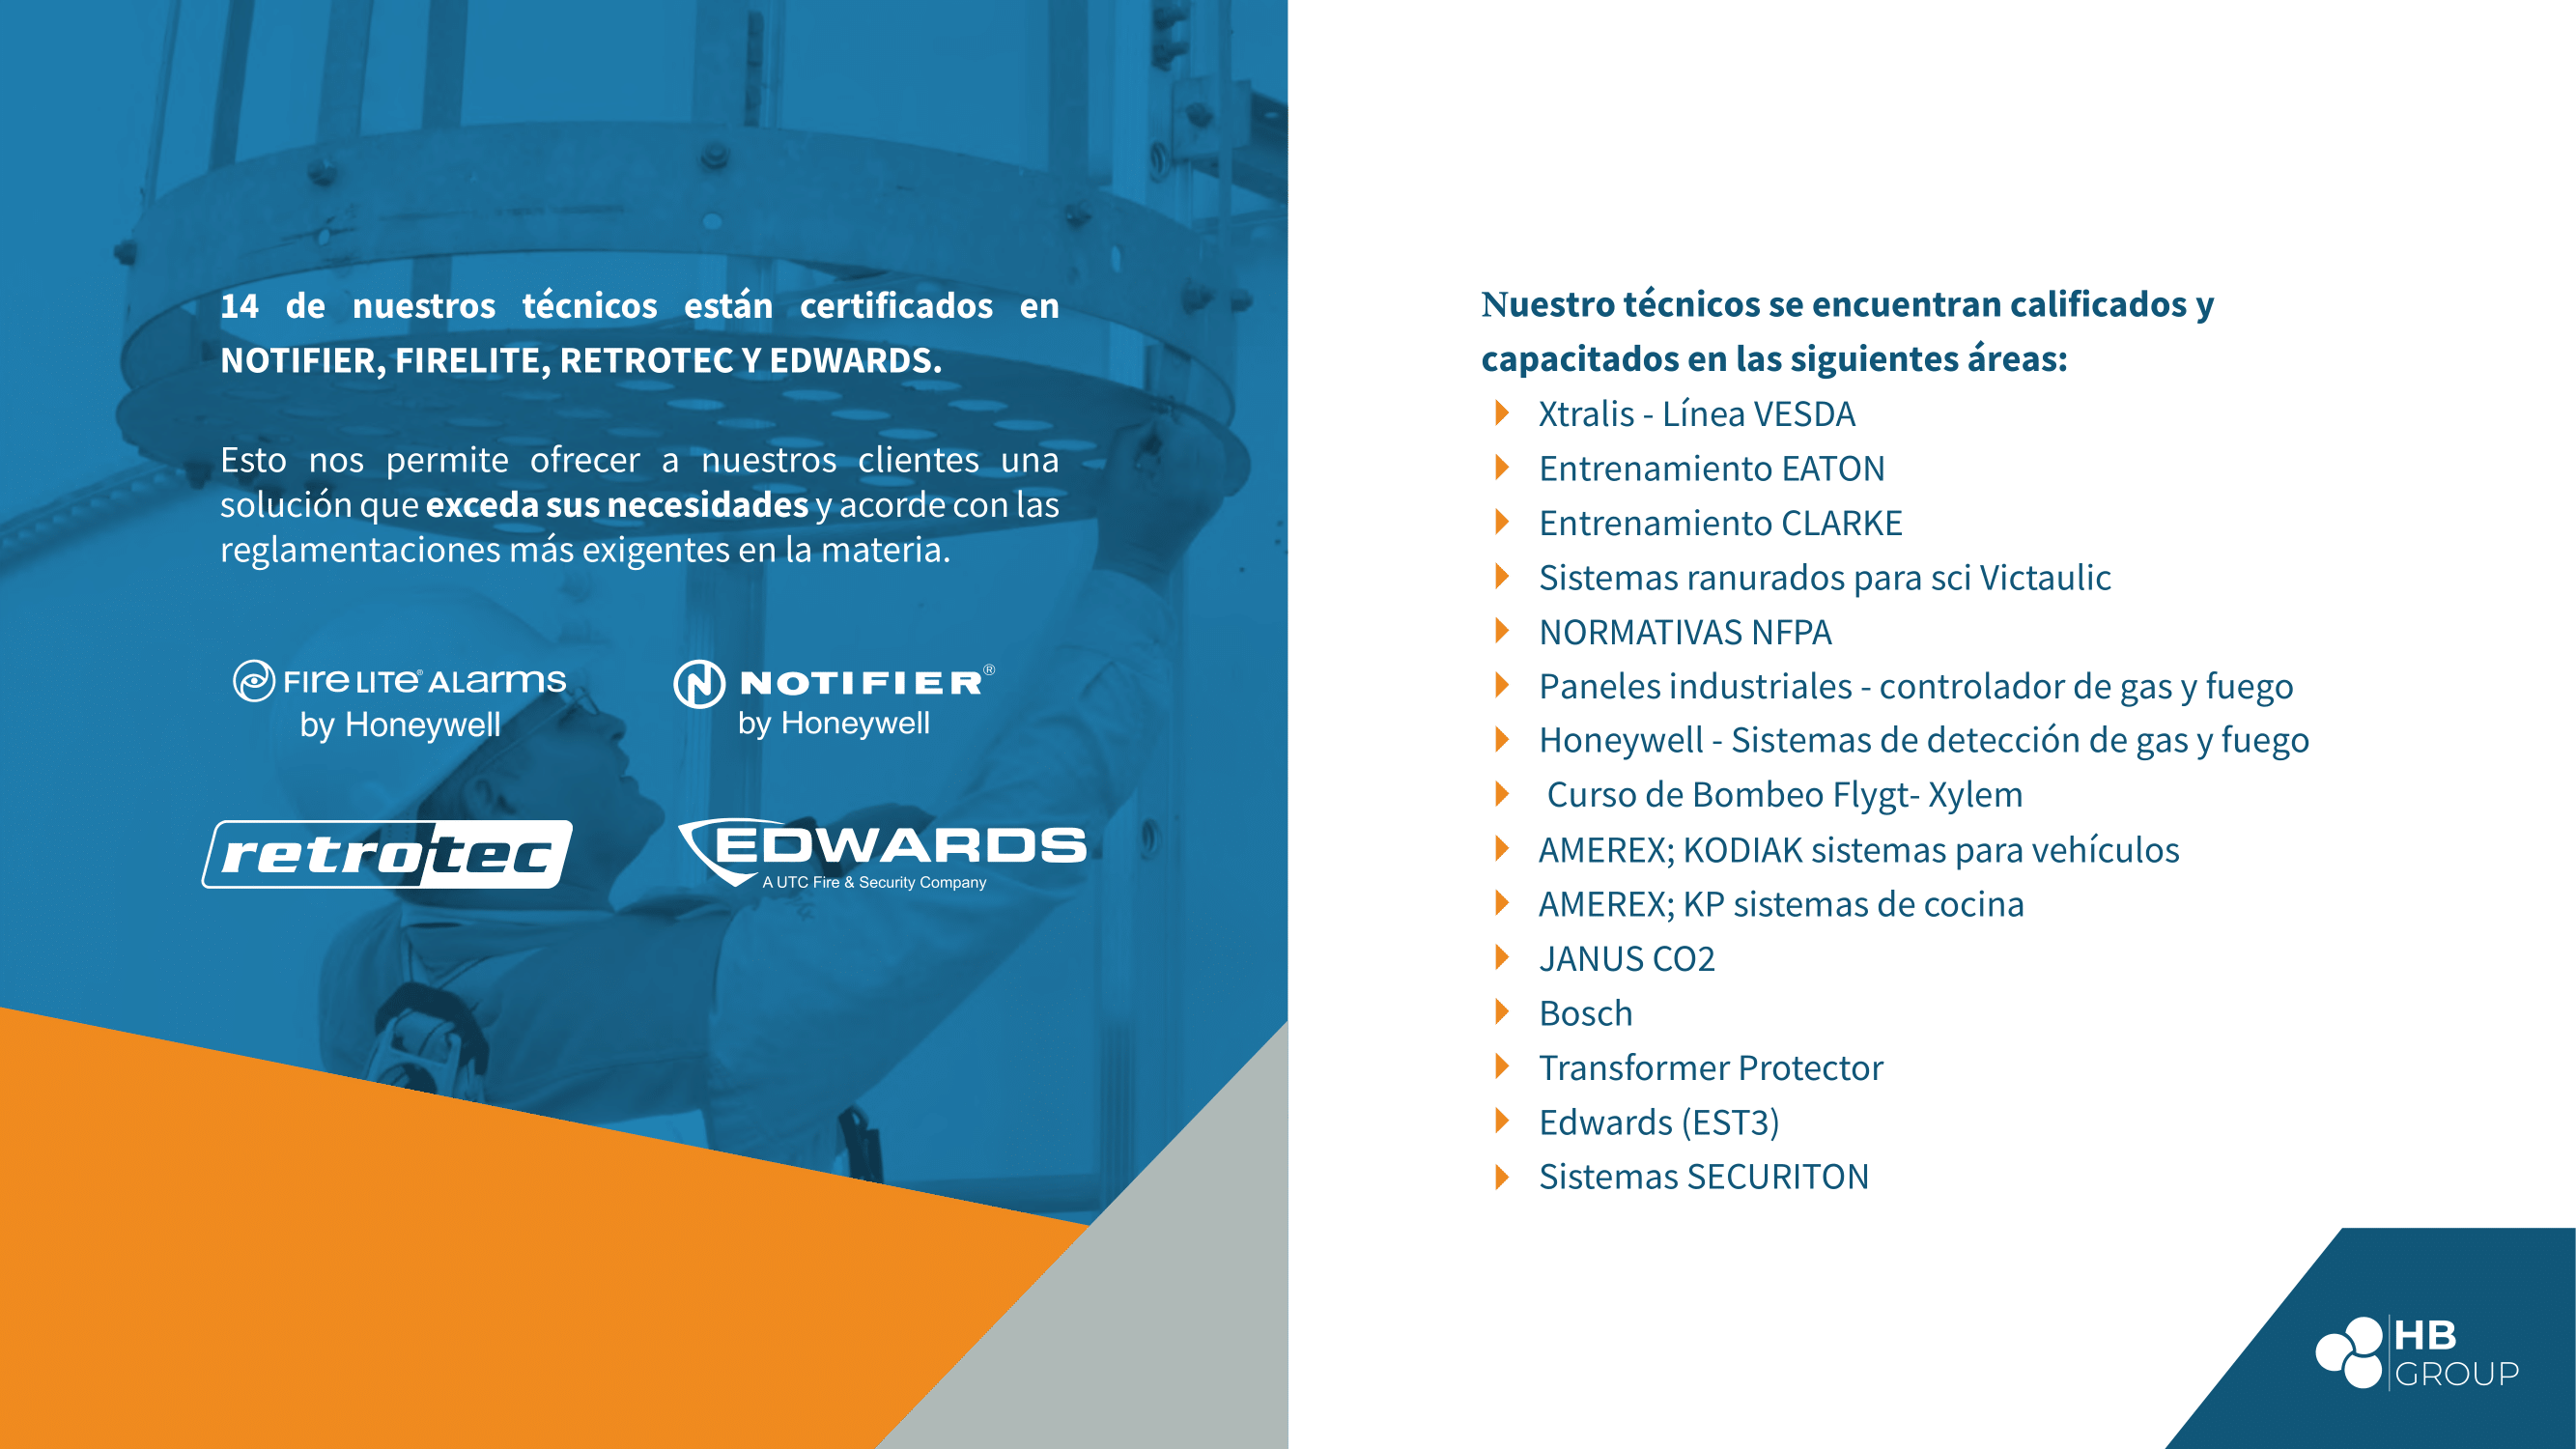 14 de nuestros técnicos están certificados en
NOTIFIER, FIRELITE, RETROTEC Y EDWARDS.
Esto nos permite ofrecer a nuestros clientes una
solución que exceda sus necesidades y acorde con las
reglamentaciones más exigentes en la materia.
FIRE LITE® ALARMS
by Honeywell
NOTIFIER®
by Honeywell
retrotec
EDWARDS
A UTC Fire & Security Company
Nuestro técnicos se encuentran calificados y
capacitados en las siguientes áreas:
Xtralis - Línea VESDA
Entrenamiento EATON
Entrenamiento CLARKE
Sistemas ranurados para sci Victaulic
NORMATIVAS NFPA
Paneles industriales - controlador de gas y fuego
Honeywell - Sistemas de detección de gas y fuego
Curso de Bombeo Flygt- Xylem
AMEREX; KODIAK sistemas para vehículos
AMEREX; KP sistemas de cocina
JANUS CO2
Bosch
Transformer Protector
Edwards (EST3)
Sistemas SECURITON
HB
GROUP